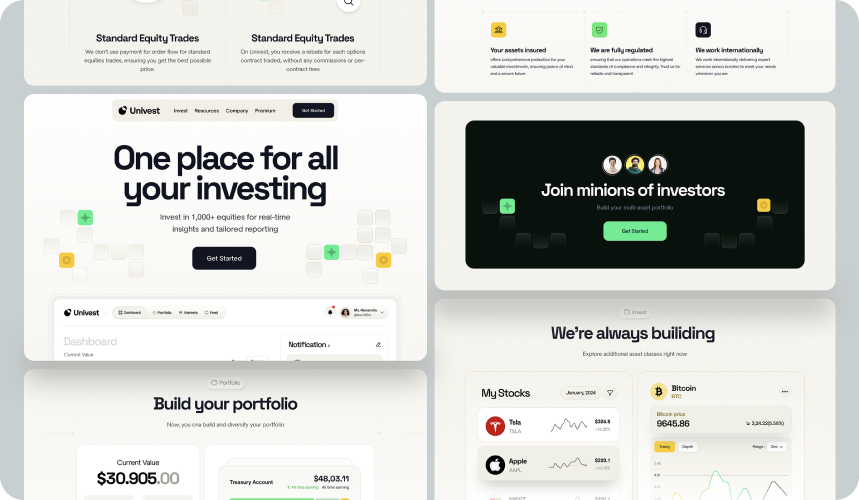 Standard Equity Trades
We don't use payment for order flow for standard
equities trades, ensuring you get the best possible
price.
Standard Equity Trades
On Univest, you receive a rebate for each options
contract traded, without any commissions or per-
contract fees
Univest
Invest
Resources
Company
Premium
Get Started
One place for all
your investing
Invest in 1,000+ equities for real-time
insights and tailored reporting
Get Started
Univest
Dashboard
Portfolio
Markets
Feed
Ms. Alexandra
Dashboard
Current Value
Notification
Portfolio
Build your portfolio
Now, you cna build and diversify your portfolio
Current Value
$30.905.00
Treasury Account
$48,03.11
All time earning
All time earning
Your assets insured
offers comprehensive protection for your
valuable investments, ensuring peace of mind
and a secure future
We are fully regulated
ensuring that our operations meet the highest
standards of compliance and integrity. Trust us for
reliable and transparent
We work internationally
Work internationally delivering expert
services across borders to meet your needs
wherever you are
Join minions of investors
Build your multi-asset portfolio
Get Started
Invest
We're always builiding
Explore additional asset classes right now
My Stocks
January, 2024
Tsla
TSLA
$326.8
Apple
AAPL
$220.1
Bitcoin
BTC
Bitcoin price
9645.86
3,24.22(5.56%)
Timing
Depth
Range:
Dec